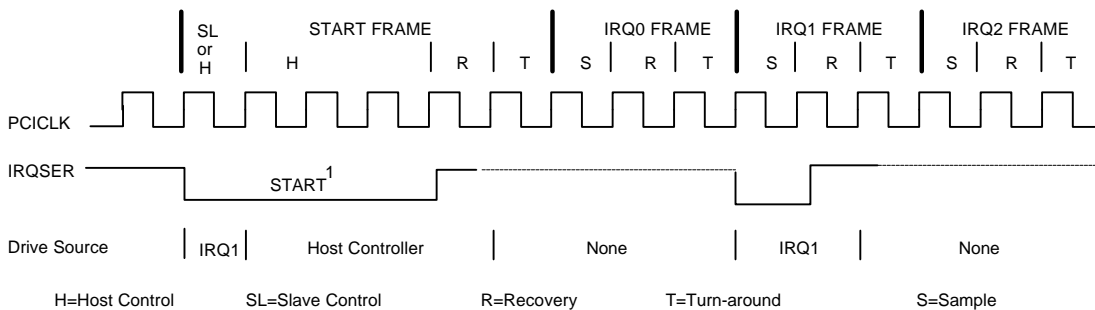 SL or H
START FRAME
IRQ0 FRAME
IRQ1 FRAME
IRQ2 FRAME
H R T S R T S R T S R T
PCICLK
IRQSER
START1
Drive Source
IRQ1
Host Controller
None
IRQ1
None
H=Host Control
SL=Slave Control
R=Recovery
T=Turn-around
S=Sample